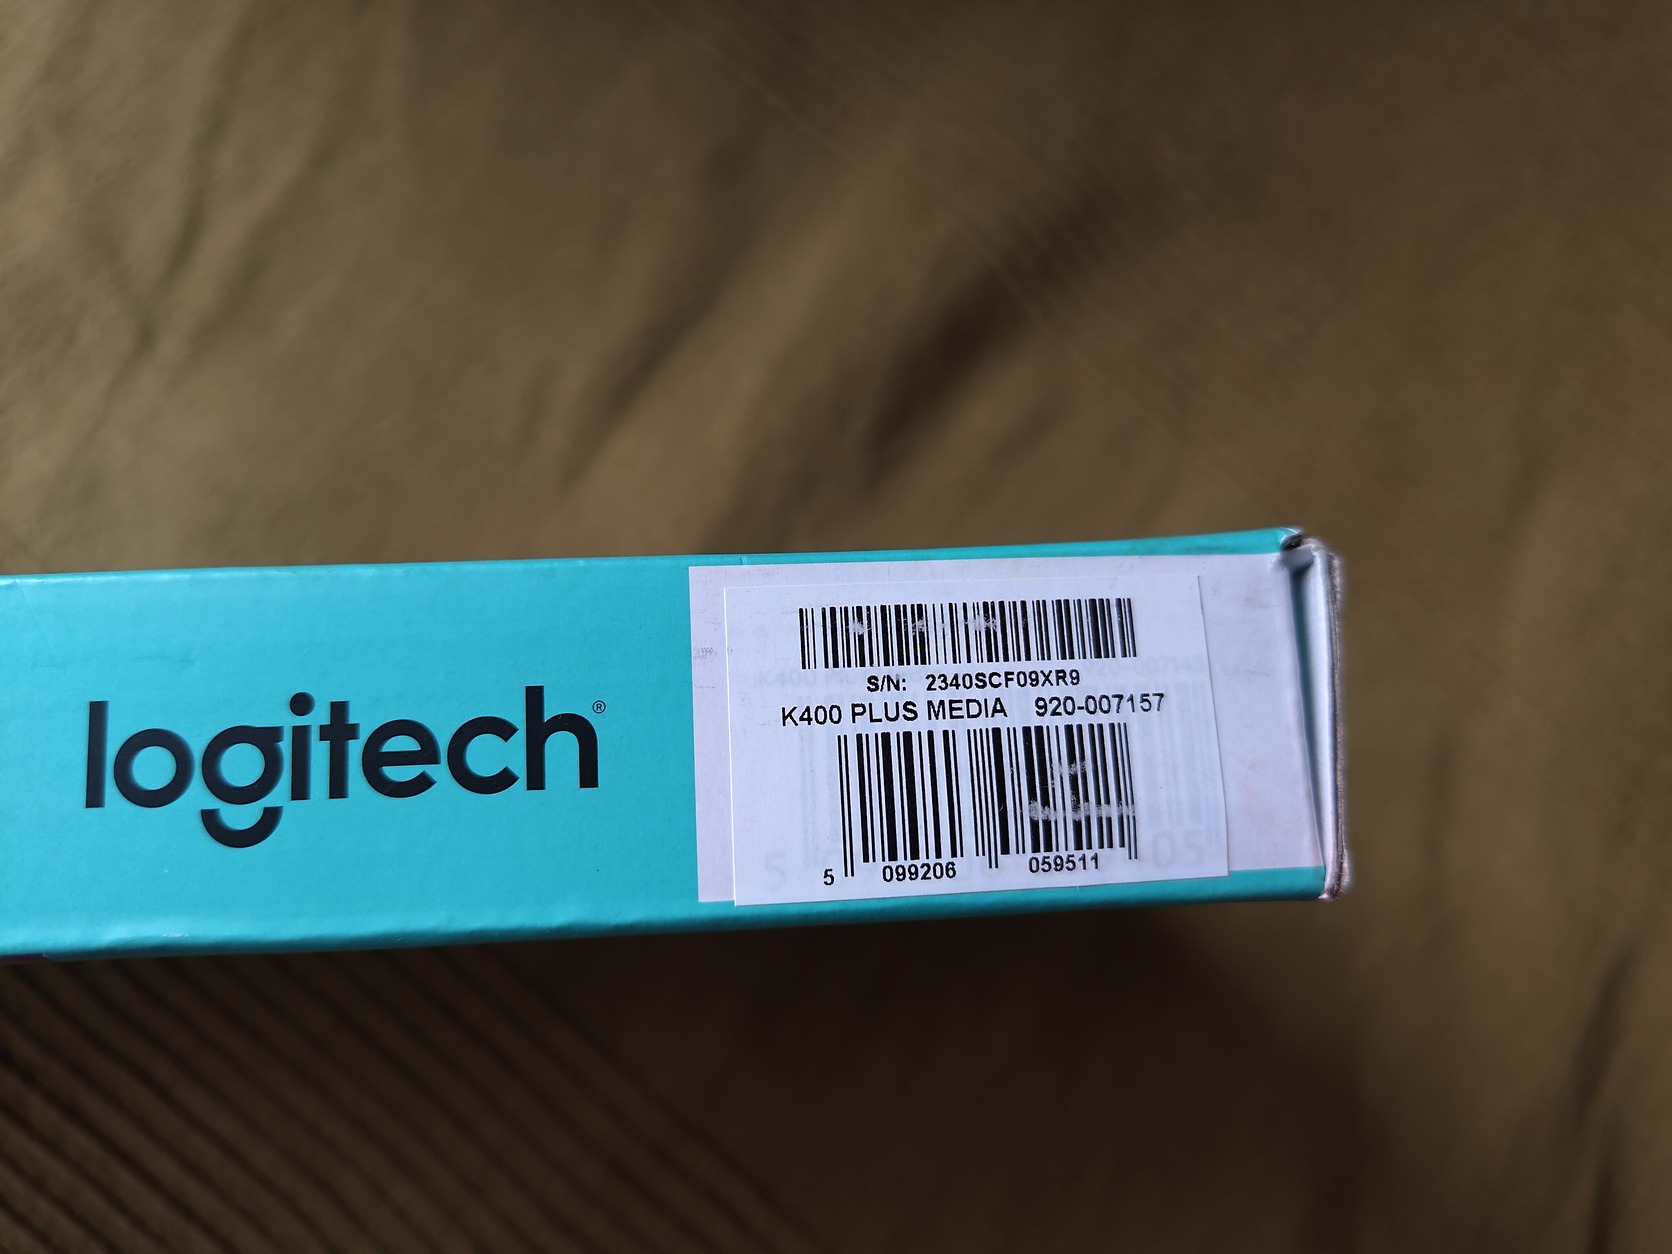 logitech®
S/N: 2340SCF09XR9
K400 PLUS MEDIA 920-007157
5 099206 059511